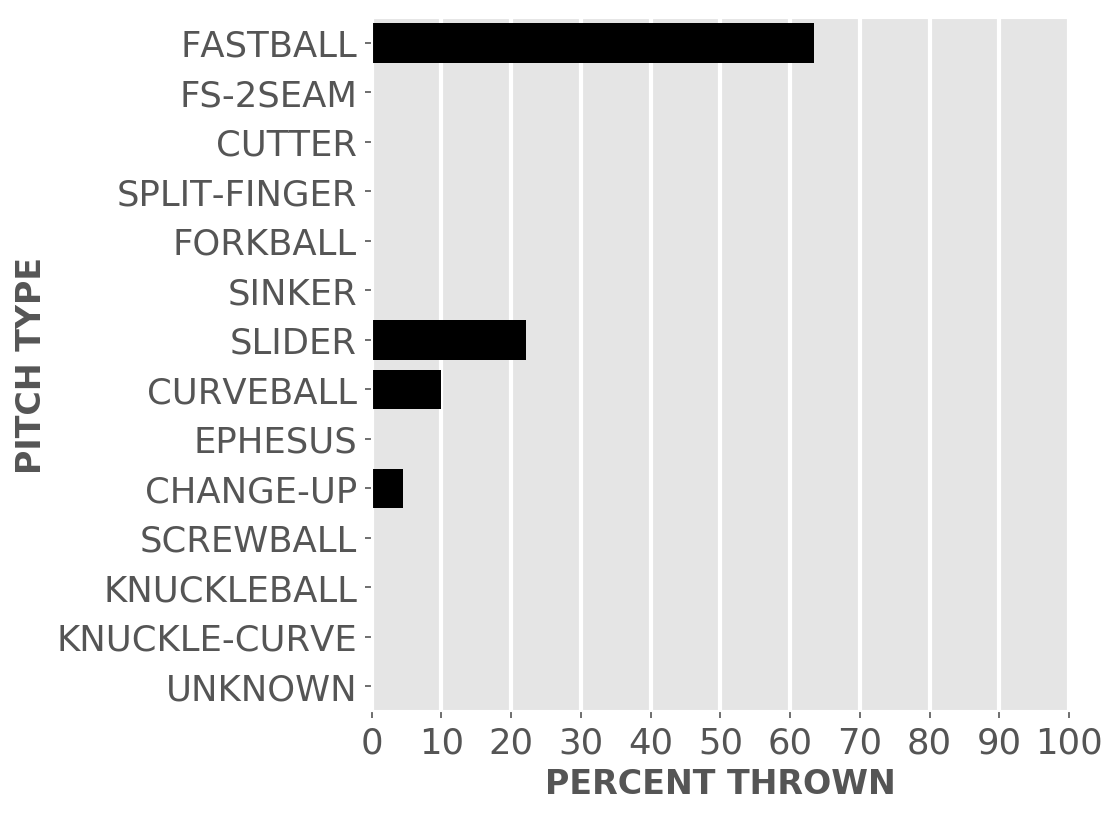 FASTBALL
FS-2SEAM
CUTTER
SPLIT-FINGER
FORKBALL
SINKER
SLIDER
CURVEBALL
EPHESUS
CHANGE-UP
SCREWBALL
KNUCKLEBALL
KNUCKLE-CURVE
UNKNOWN
PITCH TYPE
0 10 20 30 40 50 60 70 80 90 100
PERCENT THROWN